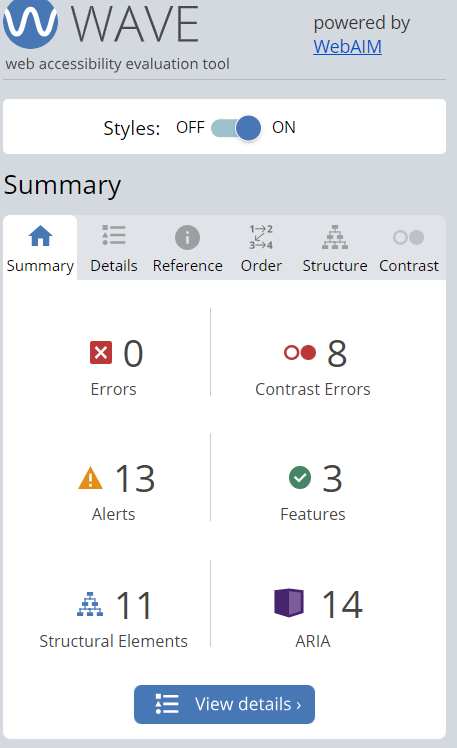 WAVE
powered by
WebAIM
web accessibility evaluation tool
Styles: OFF ON
Summary
1 2
3 4
Summary Details Reference Order Structure Contrast
0 8
Errors Contrast Errors
13 3
Alerts Features
11 14
Structural Elements ARIA
View details ›